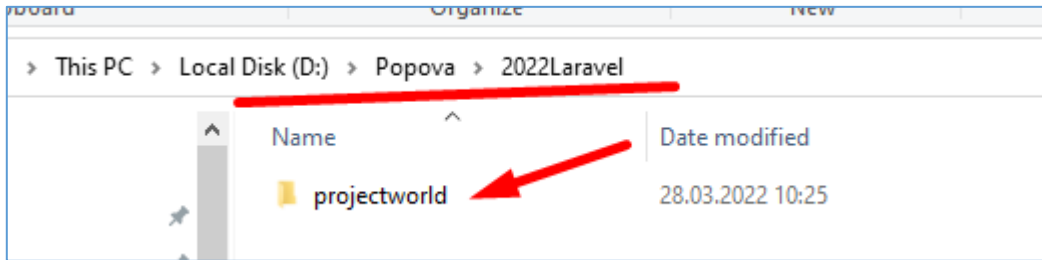 Organize New
> This PC > Local Disk (D:) > Popova > 2022Laravel
Name Date modified
projectworld 28.03.2022 10:25